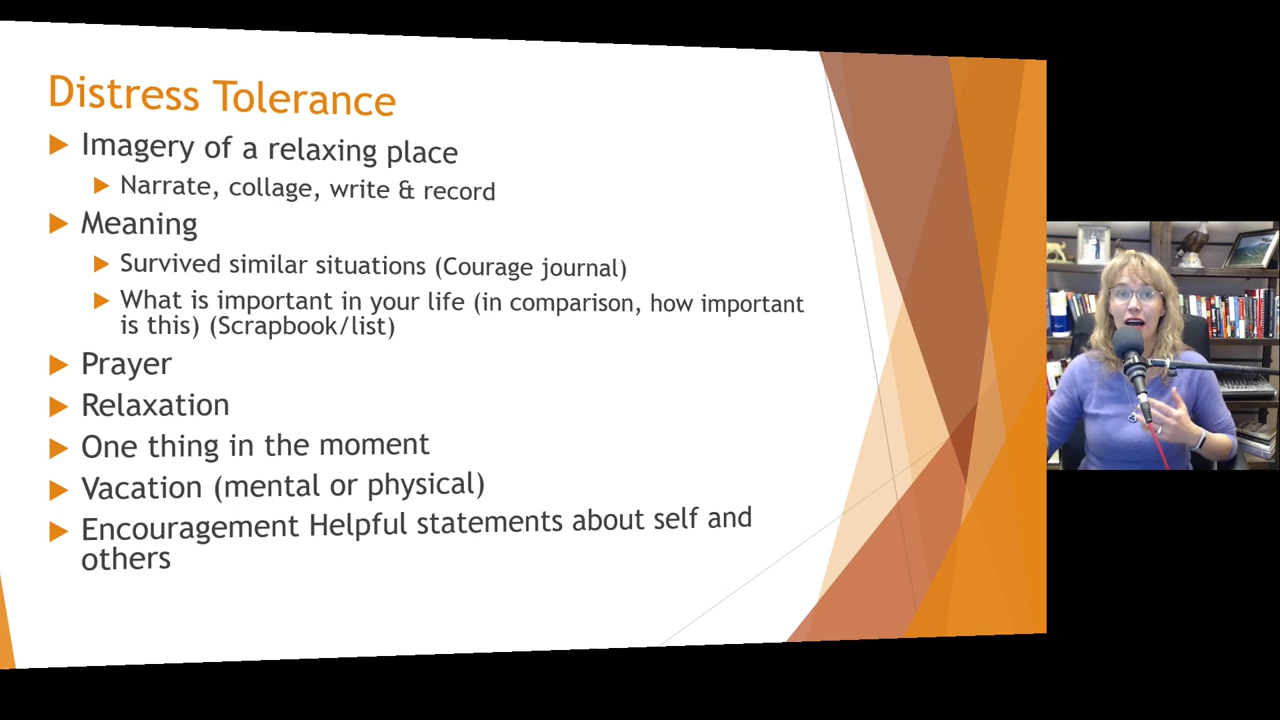 Distress Tolerance
Imagery of a relaxing place
Narrate, collage, write & record
Meaning
Survived similar situations (Courage journal)
What is important in your life (in comparison, how important
is this) (Scrapbook/list)
Prayer
Relaxation
One thing in the moment
Vacation (mental or physical)
Encouragement Helpful statements about self and
others